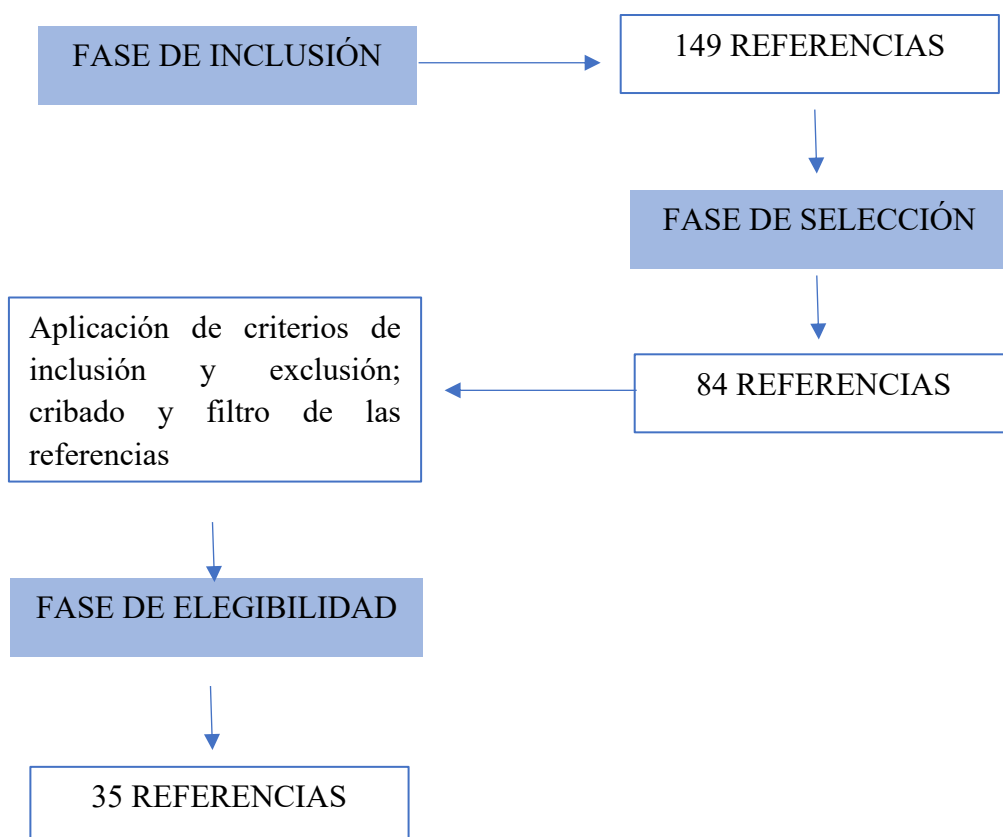 FASE DE INCLUSIÓN
149 REFERENCIAS
FASE DE SELECCIÓN
84 REFERENCIAS
Aplicación de criterios de
inclusión y exclusión;
cribado y filtro de las
referencias
FASE DE ELEGIBILIDAD
35 REFERENCIAS